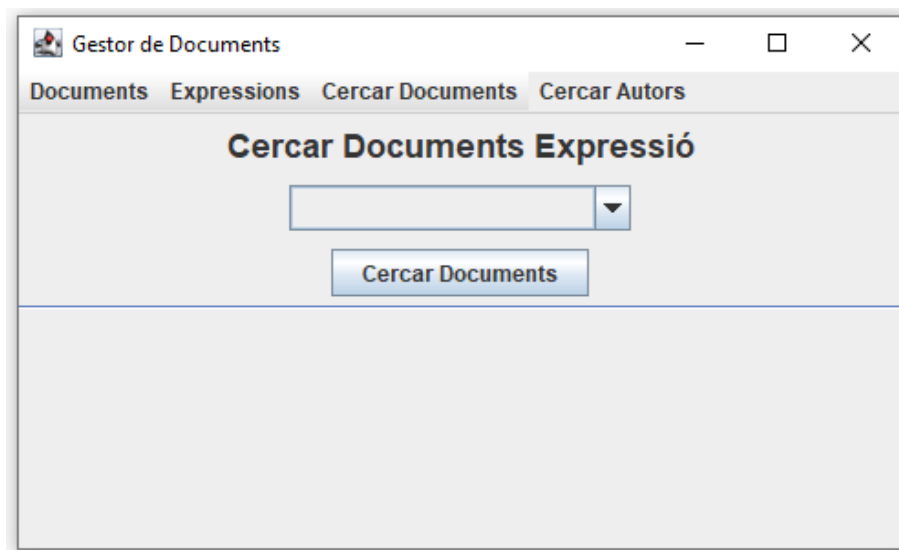 Gestor de Documents
Documents Expressions Cercar Documents Cercar Autors
Cercar Documents Expressió
Cercar Documents